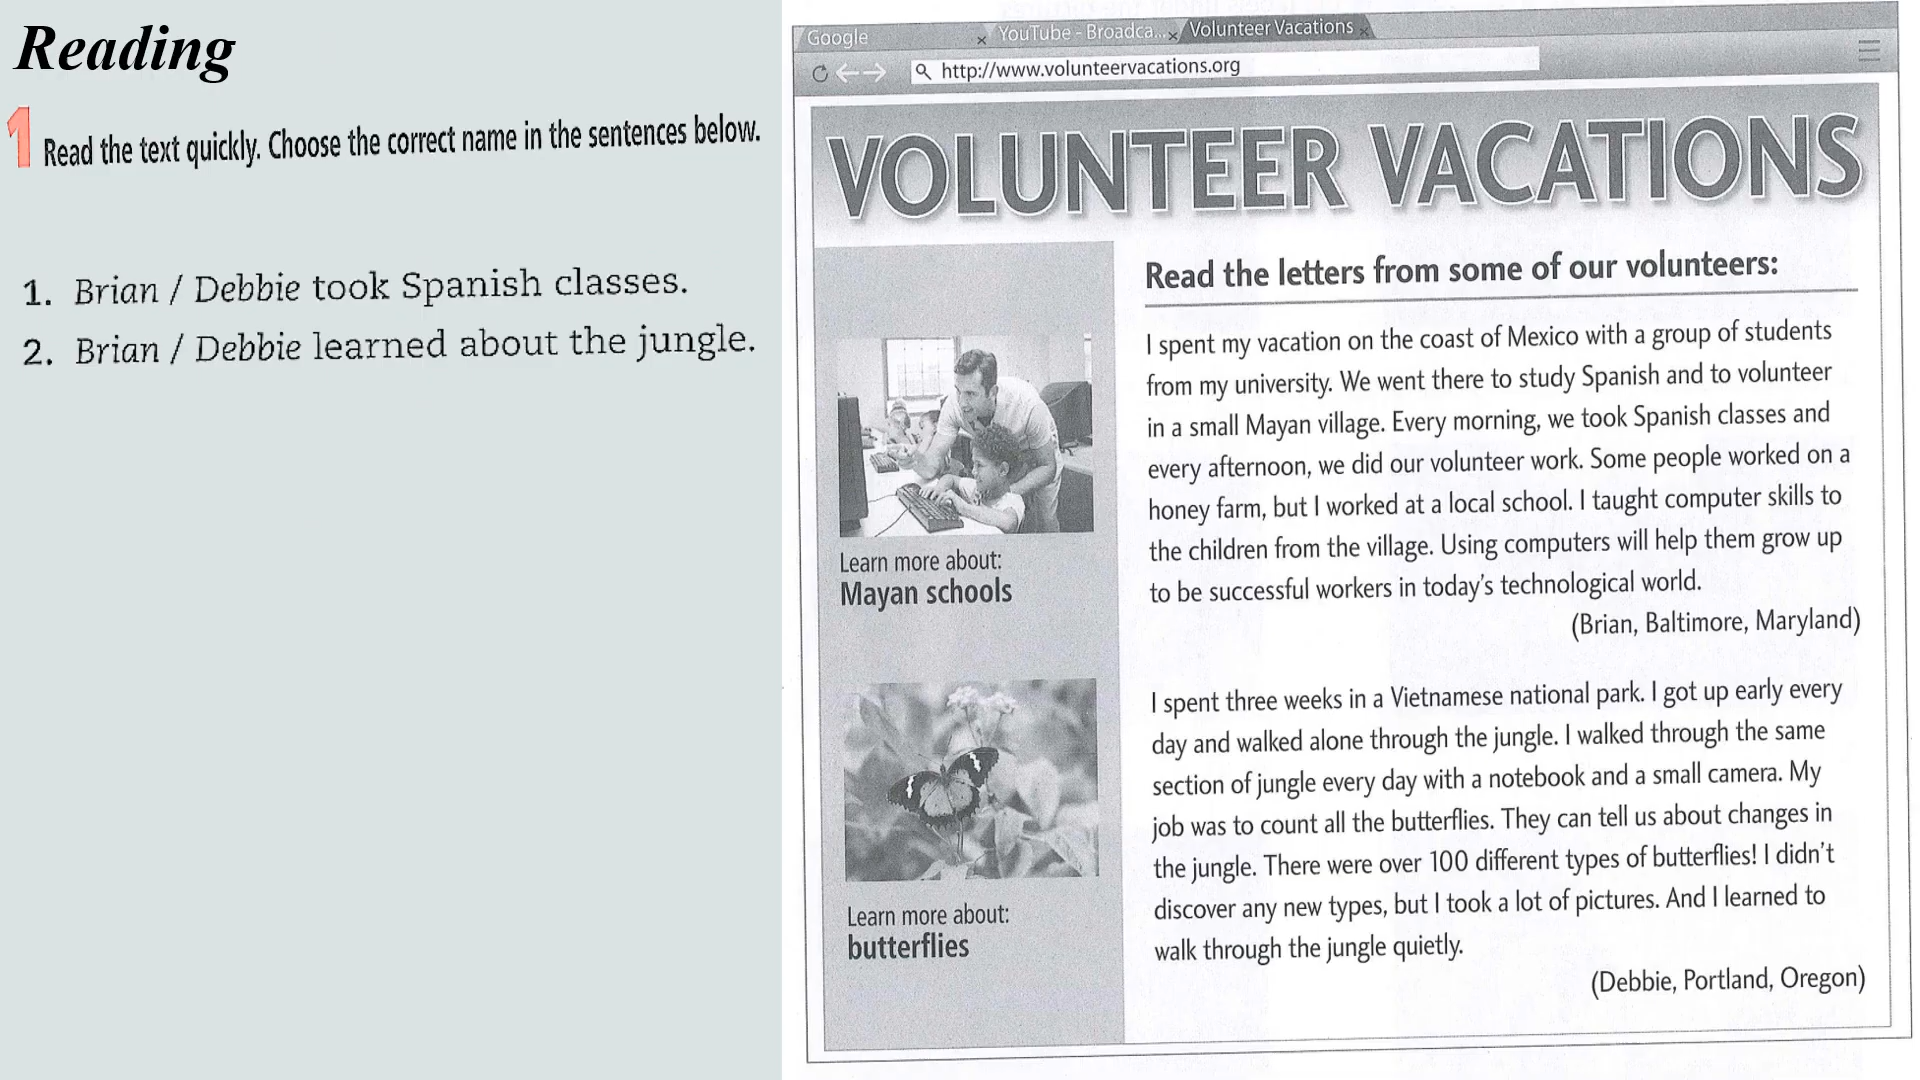 Reading
1 Read the text quickly. Choose the correct name in the sentences below.
1. Brian / Debbie took Spanish classes.
2. Brian / Debbie learned about the jungle.
Google × YouTube - Broadca... × Volunteer Vacations ×
http://www.volunteervacations.org
VOLUNTEER VACATIONS
Learn more about:
Mayan schools
Learn more about:
butterflies
Read the letters from some of our volunteers:
I spent my vacation on the coast of Mexico with a group of students
from my university. We went there to study Spanish and to volunteer
in a small Mayan village. Every morning, we took Spanish classes and
every afternoon, we did our volunteer work. Some people worked on a
honey farm, but I worked at a local school. I taught computer skills to
the children from the village. Using computers will help them grow up
to be successful workers in today's technological world.
(Brian, Baltimore, Maryland)
I spent three weeks in a Vietnamese national park. I got up early every
day and walked alone through the jungle. I walked through the same
section of jungle every day with a notebook and a small camera. My
job was to count all the butterflies. They can tell us about changes in
the jungle. There were over 100 different types of butterflies! I didn't
discover any new types, but I took a lot of pictures. And I learned to
walk through the jungle quietly.
(Debbie, Portland, Oregon)